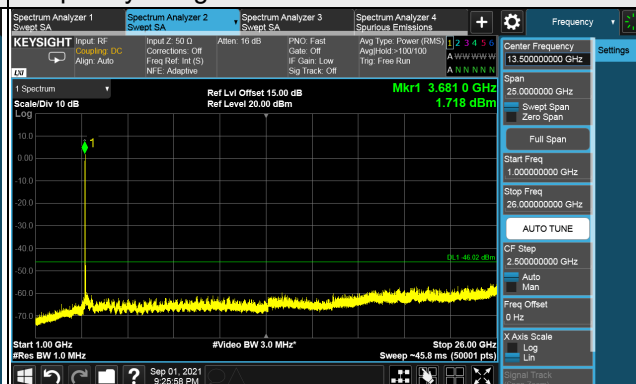 Spectrum Analyzer 1
Swept SA
Spectrum Analyzer 2
Swept SA
Spectrum Analyzer 3
Swept SA
Spectrum Analyzer 4
Spurious Emissions
Frequency
KEYSIGHT
Input: RF
Coupling: DC
Align: Auto
Input Z: 50 Ω
Corrections: Off
Freq Ref: Int (S)
NFE: Adaptive
Atten: 16 dB
PNO: Fast
Gate: Off
IF Gain: Low
Sig Track: Off
Avg Type: Power (RMS)
Avg|Hold:>100/100
Trig: Free Run
1 2 3 4 5 6
A W W W W W
A N N N N N
LXI
1 Spectrum
Scale/Div 10 dB
Log
Ref Lvl Offset 15.00 dB
Ref Level 20.00 dBm
Mkr1 3.681 0 GHz
1.718 dBm
10.0
0.00
-10.0
-20.0
-30.0
-40.0
-50.0
-60.0
-70.0
1
DL1 -46.02 dBm
Start 1.00 GHz
#Res BW 1.0 MHz
#Video BW 3.0 MHz*
Stop 26.00 GHz
Sweep ~45.8 ms (50001 pts)
Sep 01, 2021
9:25:58 PM
Center Frequency
13.500000000 GHz
Settings
Span
25.0000000 GHz
Swept Span
Zero Span
Full Span
Start Freq
1.000000000 GHz
Stop Freq
26.000000000 GHz
AUTO TUNE
CF Step
2.500000000 GHz
Auto
Man
Freq Offset
0 Hz
X Axis Scale
Log
Lin
Signal Track